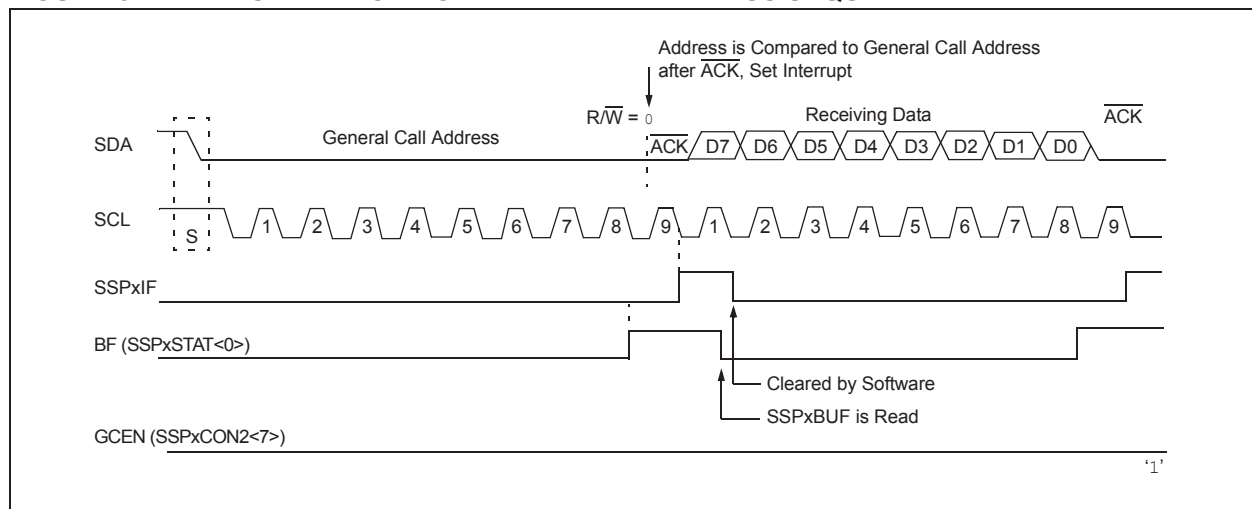 Address is Compared to General Call Address
after ACK, Set Interrupt
R/W = 0
Receiving Data
ACK
SDA
General Call Address
ACK D7 D6 D5 D4 D3 D2 D1 D0
SCL
S
1 2 3 4 5 6 7 8 9 1 2 3 4 5 6 7 8 9
SSPxIF
BF (SSPxSTAT<0>)
Cleared by Software
SSPxBUF is Read
GCEN (SSPxCON2<7>)
‘1’